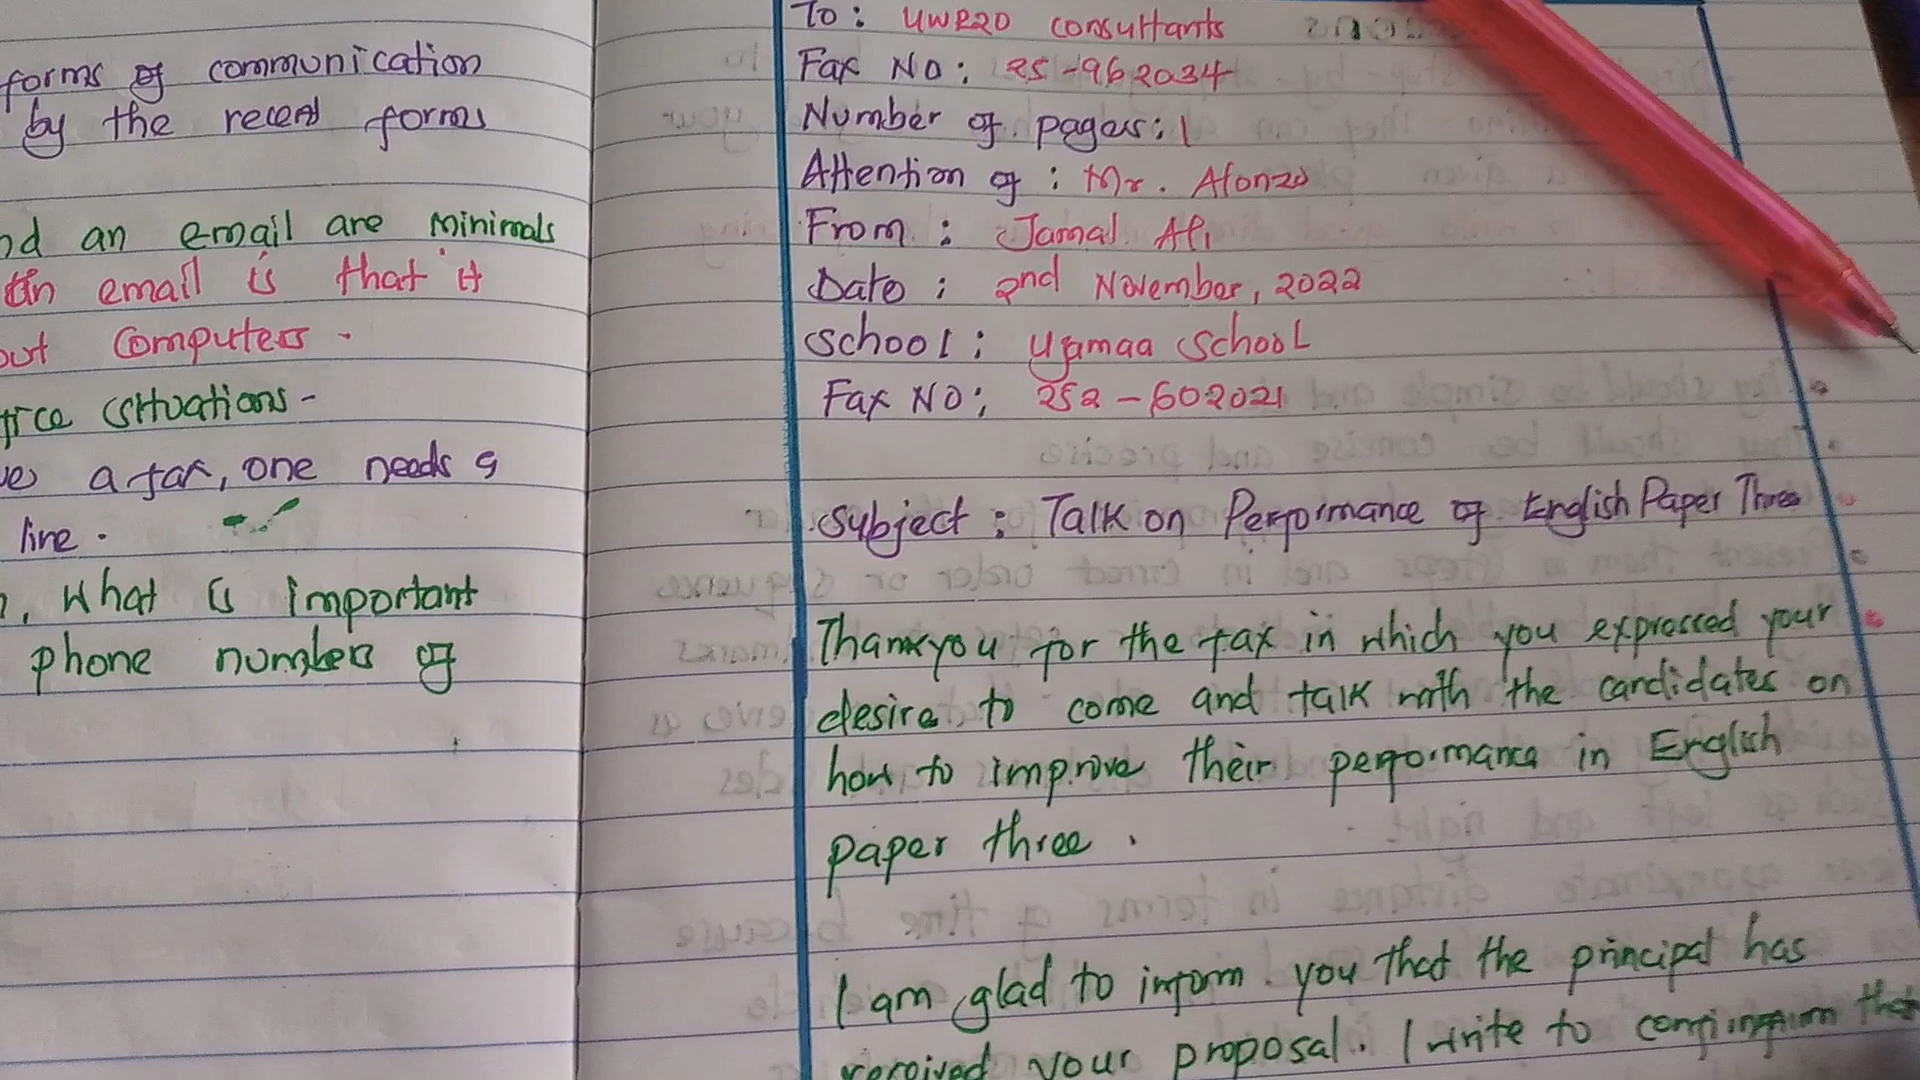 forms of communication
by the recent forms
nd an email are minimals
an email is that it
out Computers.
situations-
a fax, one needs a
line.
, What is important
phone numbers of
To: UWEZO consultants
Fax No: 25-962034
Number of pages: 1
Attention of: Mr. Alonzo
From: Jamal Ali
Date: 2nd November, 2022
School: Ujamaa School
Fax No: 252-602021
Subject: Talk on Performance of English Paper Three
Thankyou for the fax in which you expressed your
desire to come and talk with the candidates on
how to improve their performance in English
paper three.
I am glad to inform you that the principal has
received your proposal. I write to confirm that